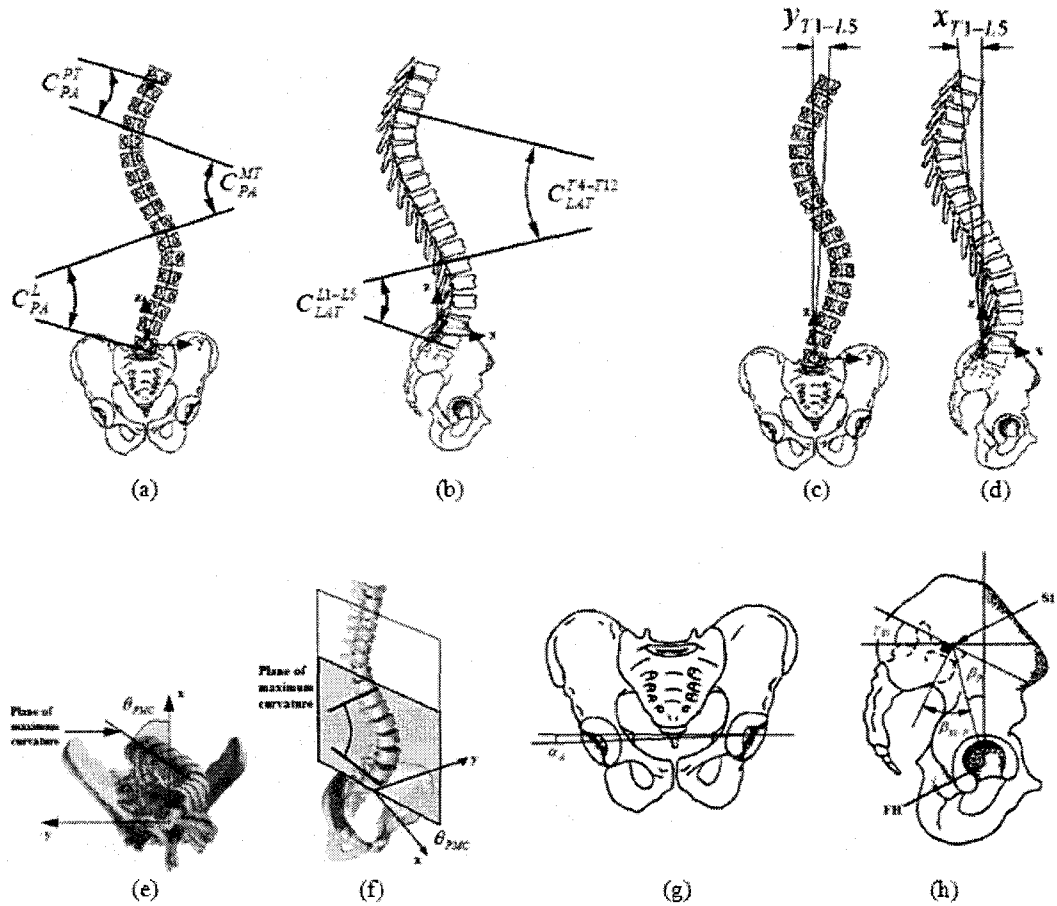 y_{T1-L5}
x_{T1-L5}
C_{PA}^{PT}
C_{PA}^{MT}
C_{PA}^{L}
C_{LAT}^{T4-T12}
C_{LAT}^{L1-L5}
z
y
z
x
z
y
z
x
(a)
(b)
(c)
(d)
Plane of
maximum
curvature
θ_{PMC}
x
y
Plane of
maximum
curvature
y
θ_{PMC}
x
S1
β_{P}
FH
(e)
(f)
(g)
(h)